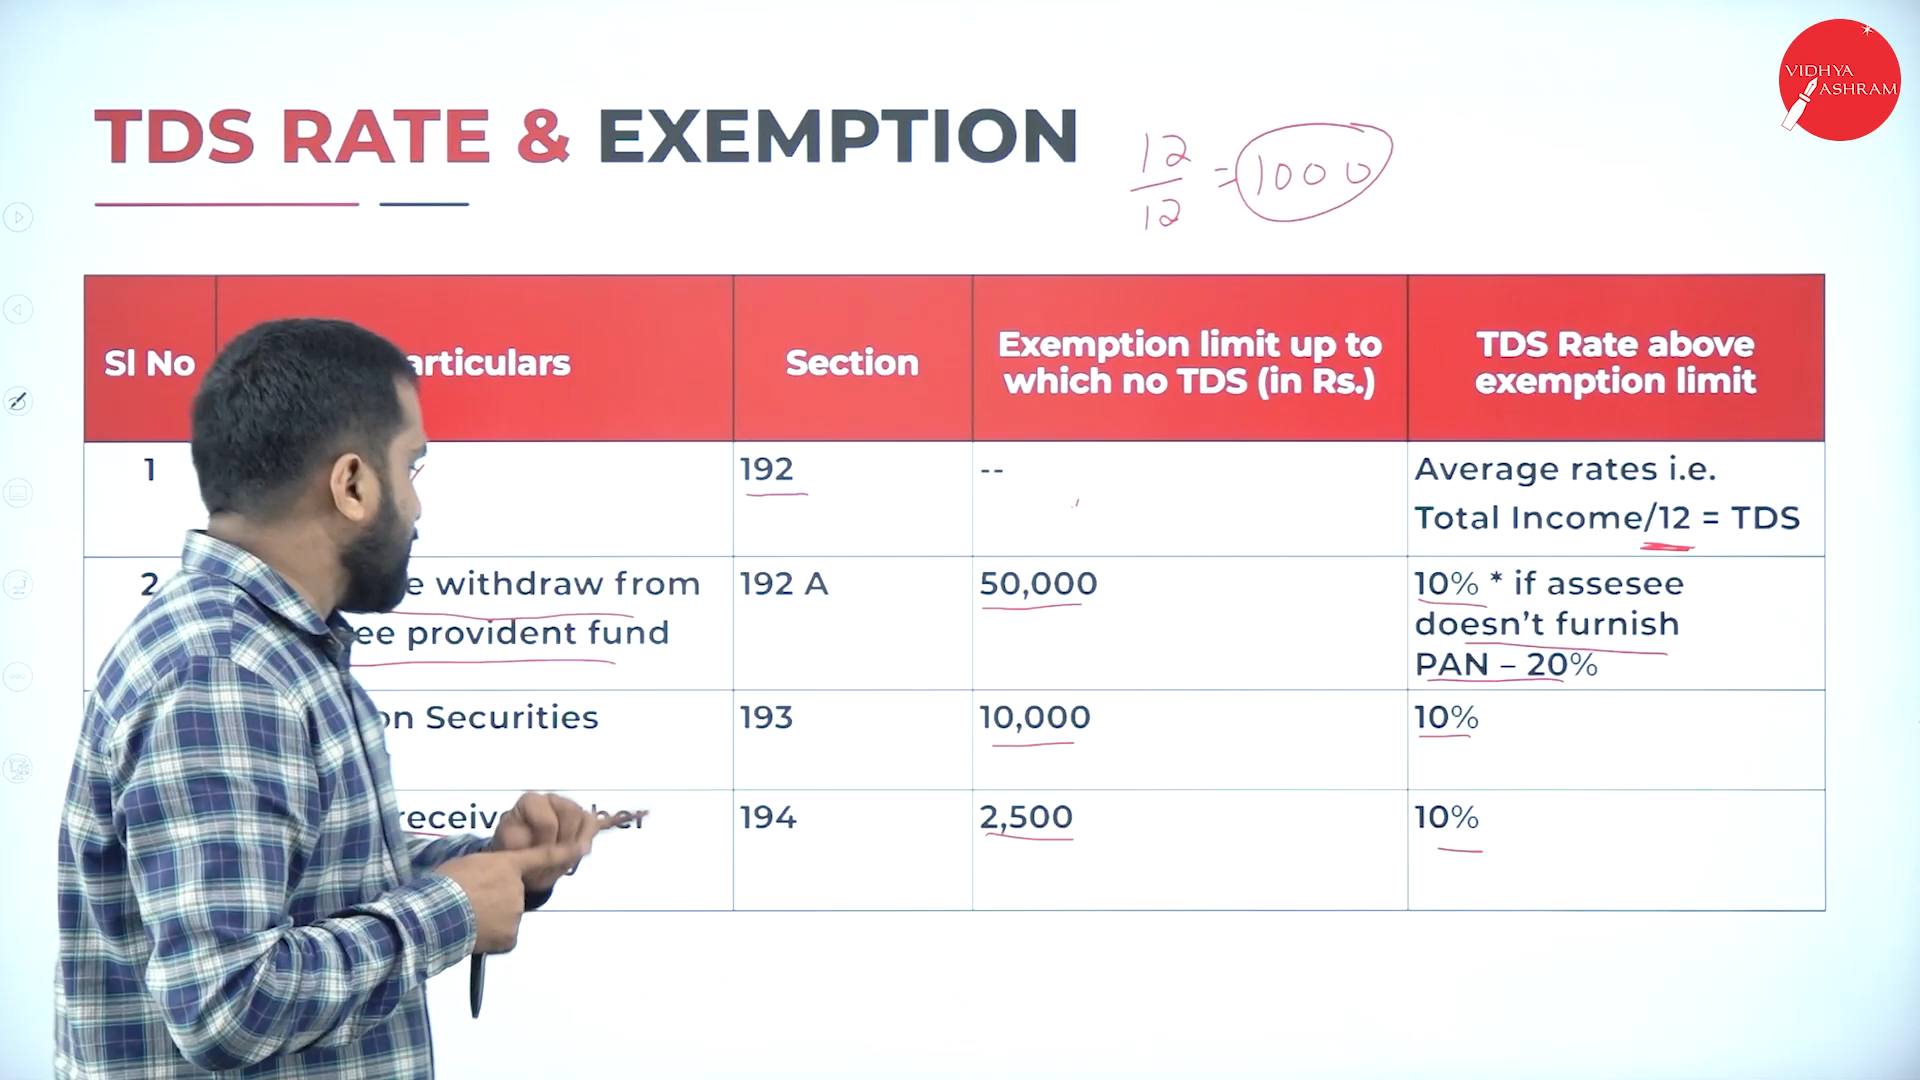 VIDHYA
ASHRAM
TDS RATE & EXEMPTION
12
12
= 1000
Sl No
articulars
Section
Exemption limit up to
which no TDS (in Rs.)
TDS Rate above
exemption limit
1
192
--
Average rates i.e.
Total Income/12 = TDS
2
withdraw from
provident fund
192 A
50,000
10% * if assesee
doesn't furnish
PAN – 20%
on Securities
193
10,000
10%
194
2,500
10%